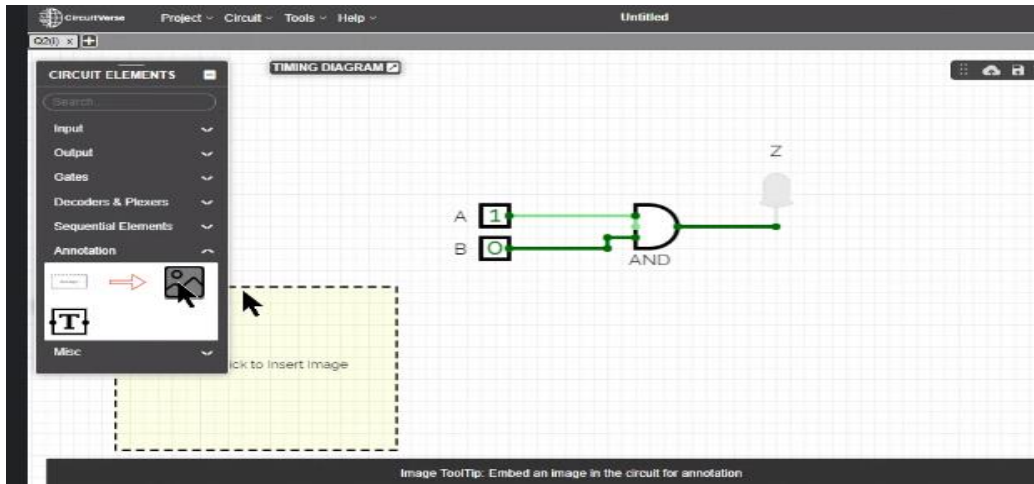 CircuitVerse Project Circuit Tools Help Untitled
Q2(i) x
TIMING DIAGRAM
CIRCUIT ELEMENTS
Search...
Input
Output
Gates
Decoders & Plexers
Sequential Elements
Annotation
T
Misc
Z
A 1
B 0
AND
ick to Insert Image
Image ToolTip: Embed an image in the circuit for annotation